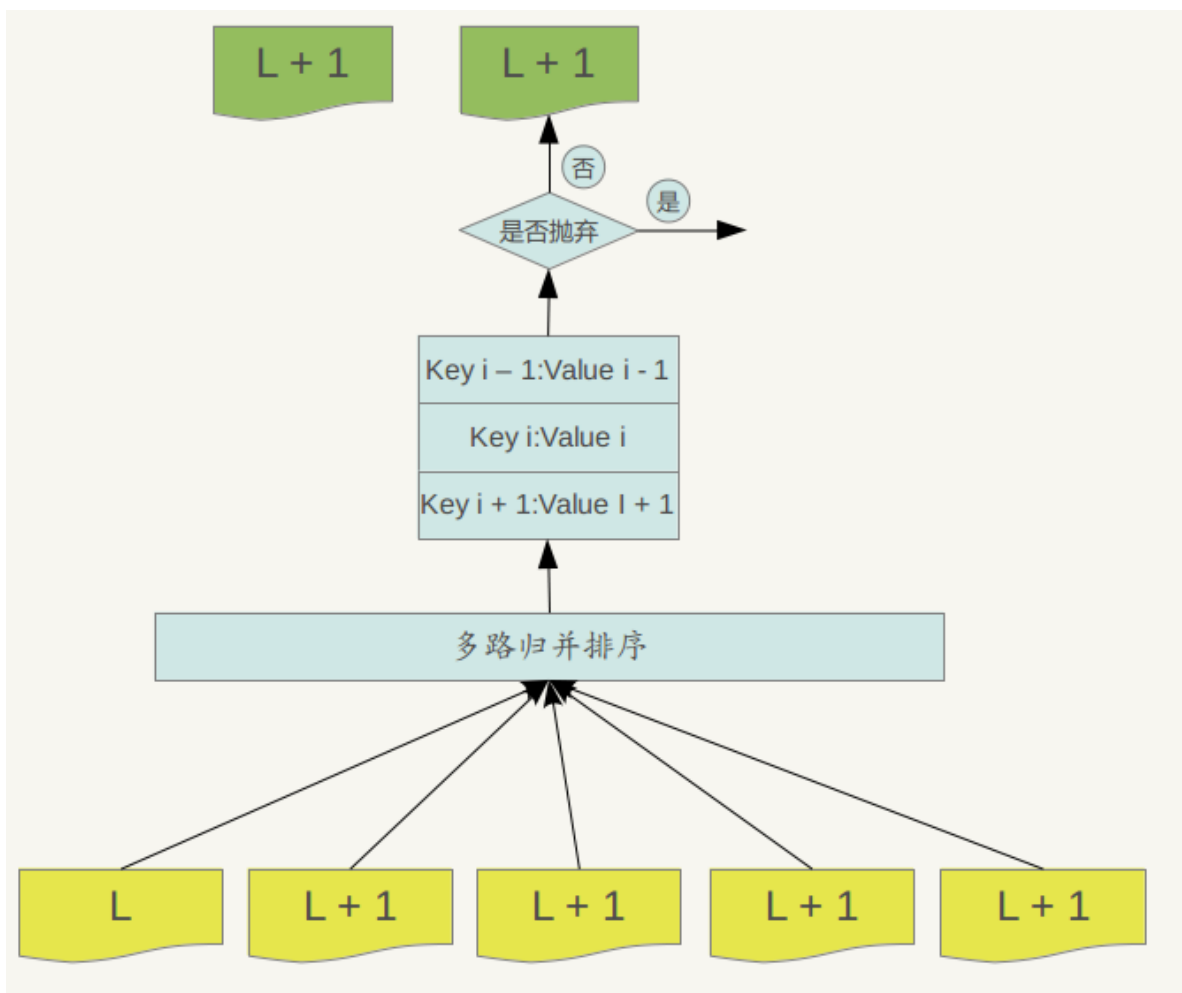 L + 1
L + 1
否
是
是否抛弃
Key i – 1:Value i - 1
Key i:Value i
Key i + 1:Value I + 1
多路归并排序
L
L + 1
L + 1
L + 1
L + 1